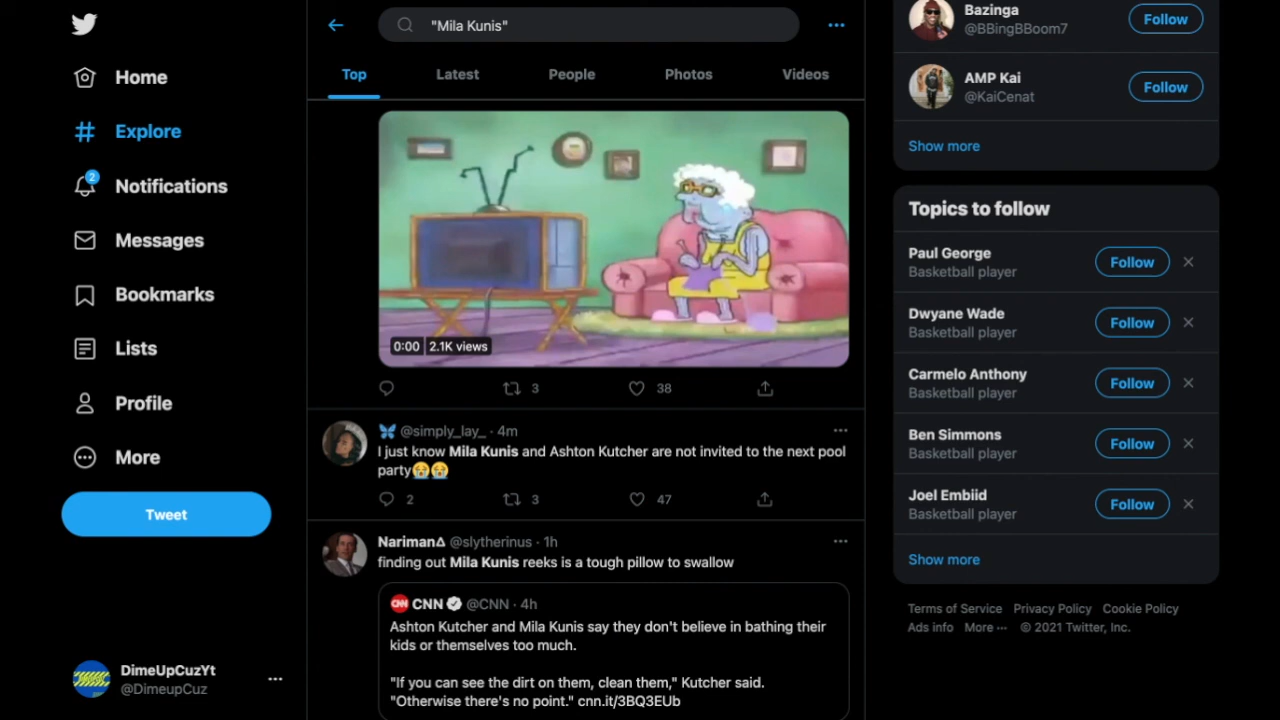 Home
Explore
2
Notifications
Messages
Bookmarks
Lists
Profile
More
Tweet
DimeUpCuzYt
@DimeupCuz
"Mila Kunis"
Top Latest People Photos Videos
0:00 2.1K views
3 38
🦋 @simply_lay_ · 4m
I just know Mila Kunis and Ashton Kutcher are not invited to the next pool
party😭😭
2 3 47
Nariman∆ @slytherinus · 1h
finding out Mila Kunis reeks is a tough pillow to swallow
CNN CNN @CNN · 4h
Ashton Kutcher and Mila Kunis say they don't believe in bathing their
kids or themselves too much.
"If you can see the dirt on them, clean them," Kutcher said.
"Otherwise there's no point." cnn.it/3BQ3EUb
Bazinga
@BBingBBoom7
Follow
AMP Kai
@KaiCenat
Follow
Show more
Topics to follow
Paul George
Basketball player
Follow
Dwyane Wade
Basketball player
Follow
Carmelo Anthony
Basketball player
Follow
Ben Simmons
Basketball player
Follow
Joel Embiid
Basketball player
Follow
Show more
Terms of Service Privacy Policy Cookie Policy
Ads info More ··· © 2021 Twitter, Inc.